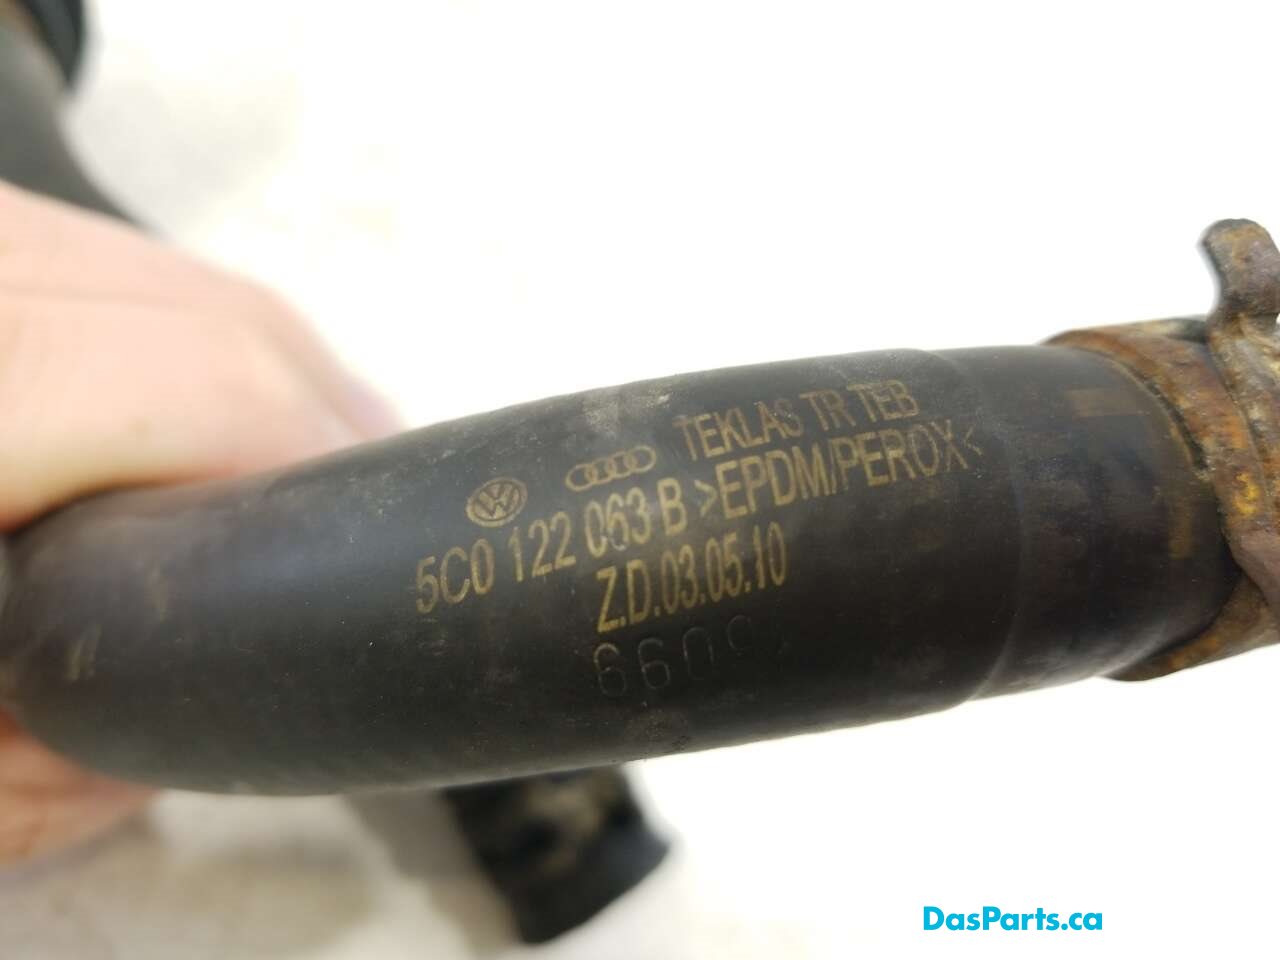 TEKLAS TR TEB
5C0 122 063 B >EPDM/PEROX<
Z.D.03.05.10
DasParts.ca